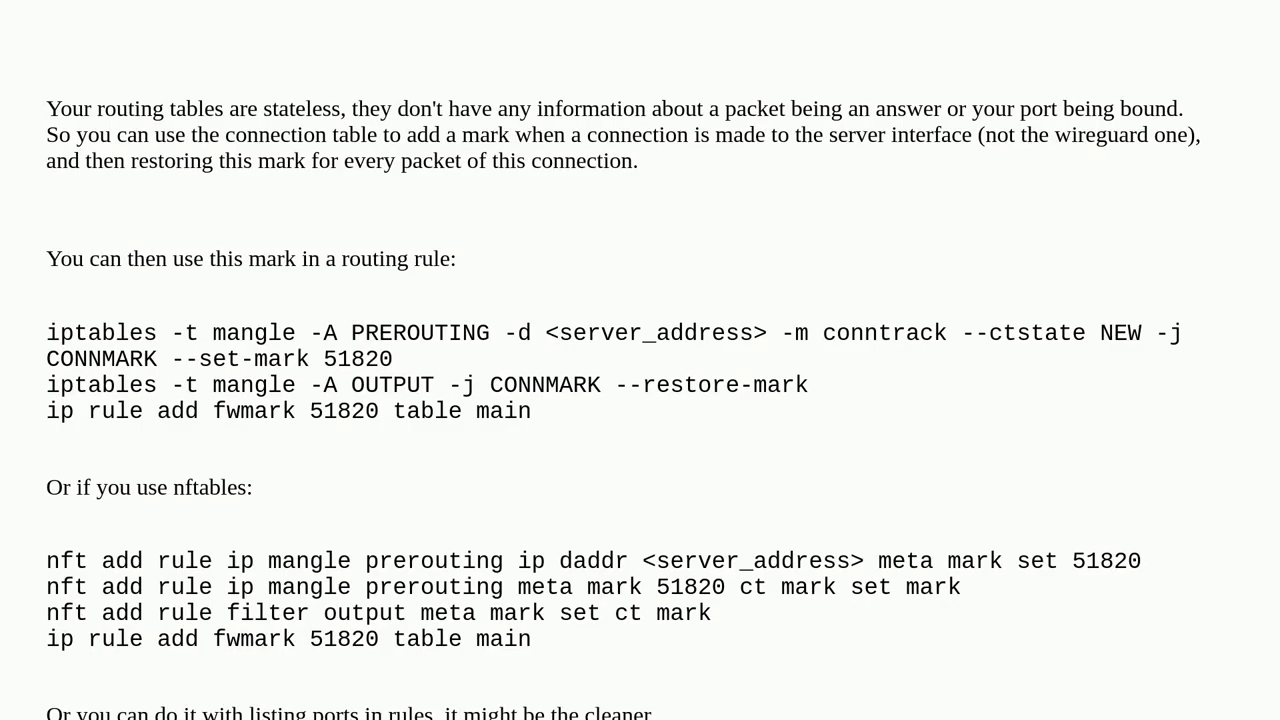 Your routing tables are stateless, they don't have any information about a packet being an answer or your port being bound.
So you can use the connection table to add a mark when a connection is made to the server interface (not the wireguard one),
and then restoring this mark for every packet of this connection.
You can then use this mark in a routing rule:
iptables -t mangle -A PREROUTING -d <server_address> -m conntrack --ctstate NEW -j
CONNMARK --set-mark 51820
iptables -t mangle -A OUTPUT -j CONNMARK --restore-mark
ip rule add fwmark 51820 table main
Or if you use nftables:
nft add rule ip mangle prerouting ip daddr <server_address> meta mark set 51820
nft add rule ip mangle prerouting meta mark 51820 ct mark set mark
nft add rule filter output meta mark set ct mark
ip rule add fwmark 51820 table main
Or you can do it with listing ports in rules, it might be the cleaner